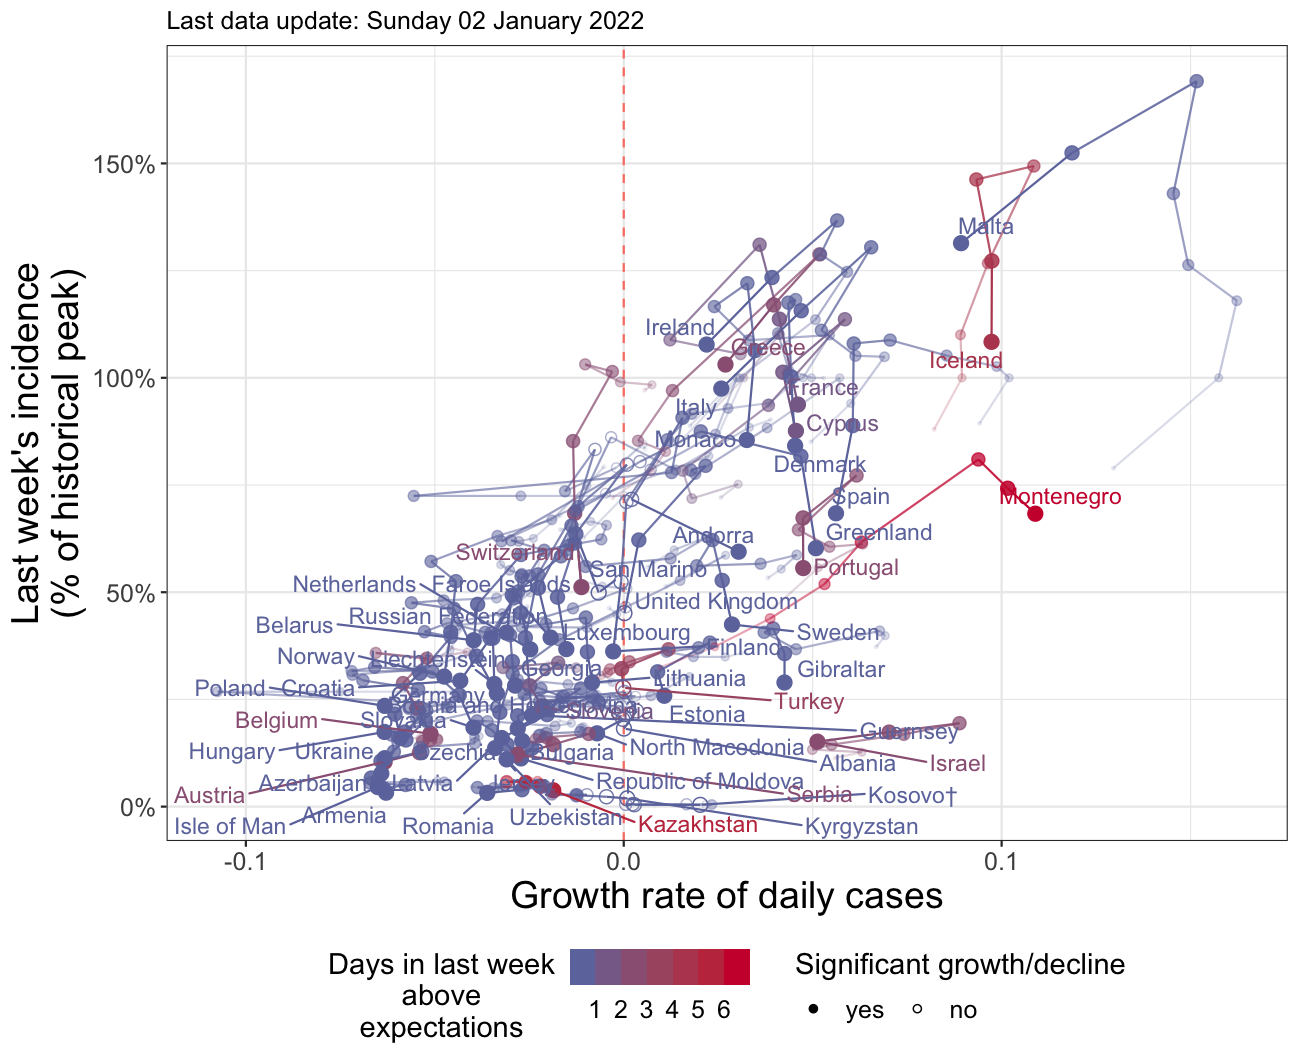 Last data update: Sunday 02 January 2022
Last week's incidence
(% of historical peak)
150%
100%
50%
0%
Malta
Ireland
Greece
Iceland
France
Italy
Cyprus
Monaco
Denmark
Spain
Montenegro
Andorra
Greenland
Switzerland
San Marino
Portugal
Netherlands
Faroe Islands
United Kingdom
Russian Federation
Belarus
Luxembourg
Sweden
Finland
Norway
Liechtenstein
Georgia
Gibraltar
Lithuania
Poland
Croatia
Germany
Turkey
Slovenia
Estonia
Belgium
Slovakia
Guernsey
Hungary
Ukraine
Czechia
Bulgaria
North Macedonia
Albania
Israel
Azerbaijan
Latvia
Jersey
Republic of Moldova
Austria
Serbia
Kosovo†
Isle of Man
Armenia
Romania
Uzbekistan
Kazakhstan
Kyrgyzstan
-0.1
0.0
0.1
Growth rate of daily cases
Days in last week
above
expectations
1 2 3 4 5 6
Significant growth/decline
yes
no